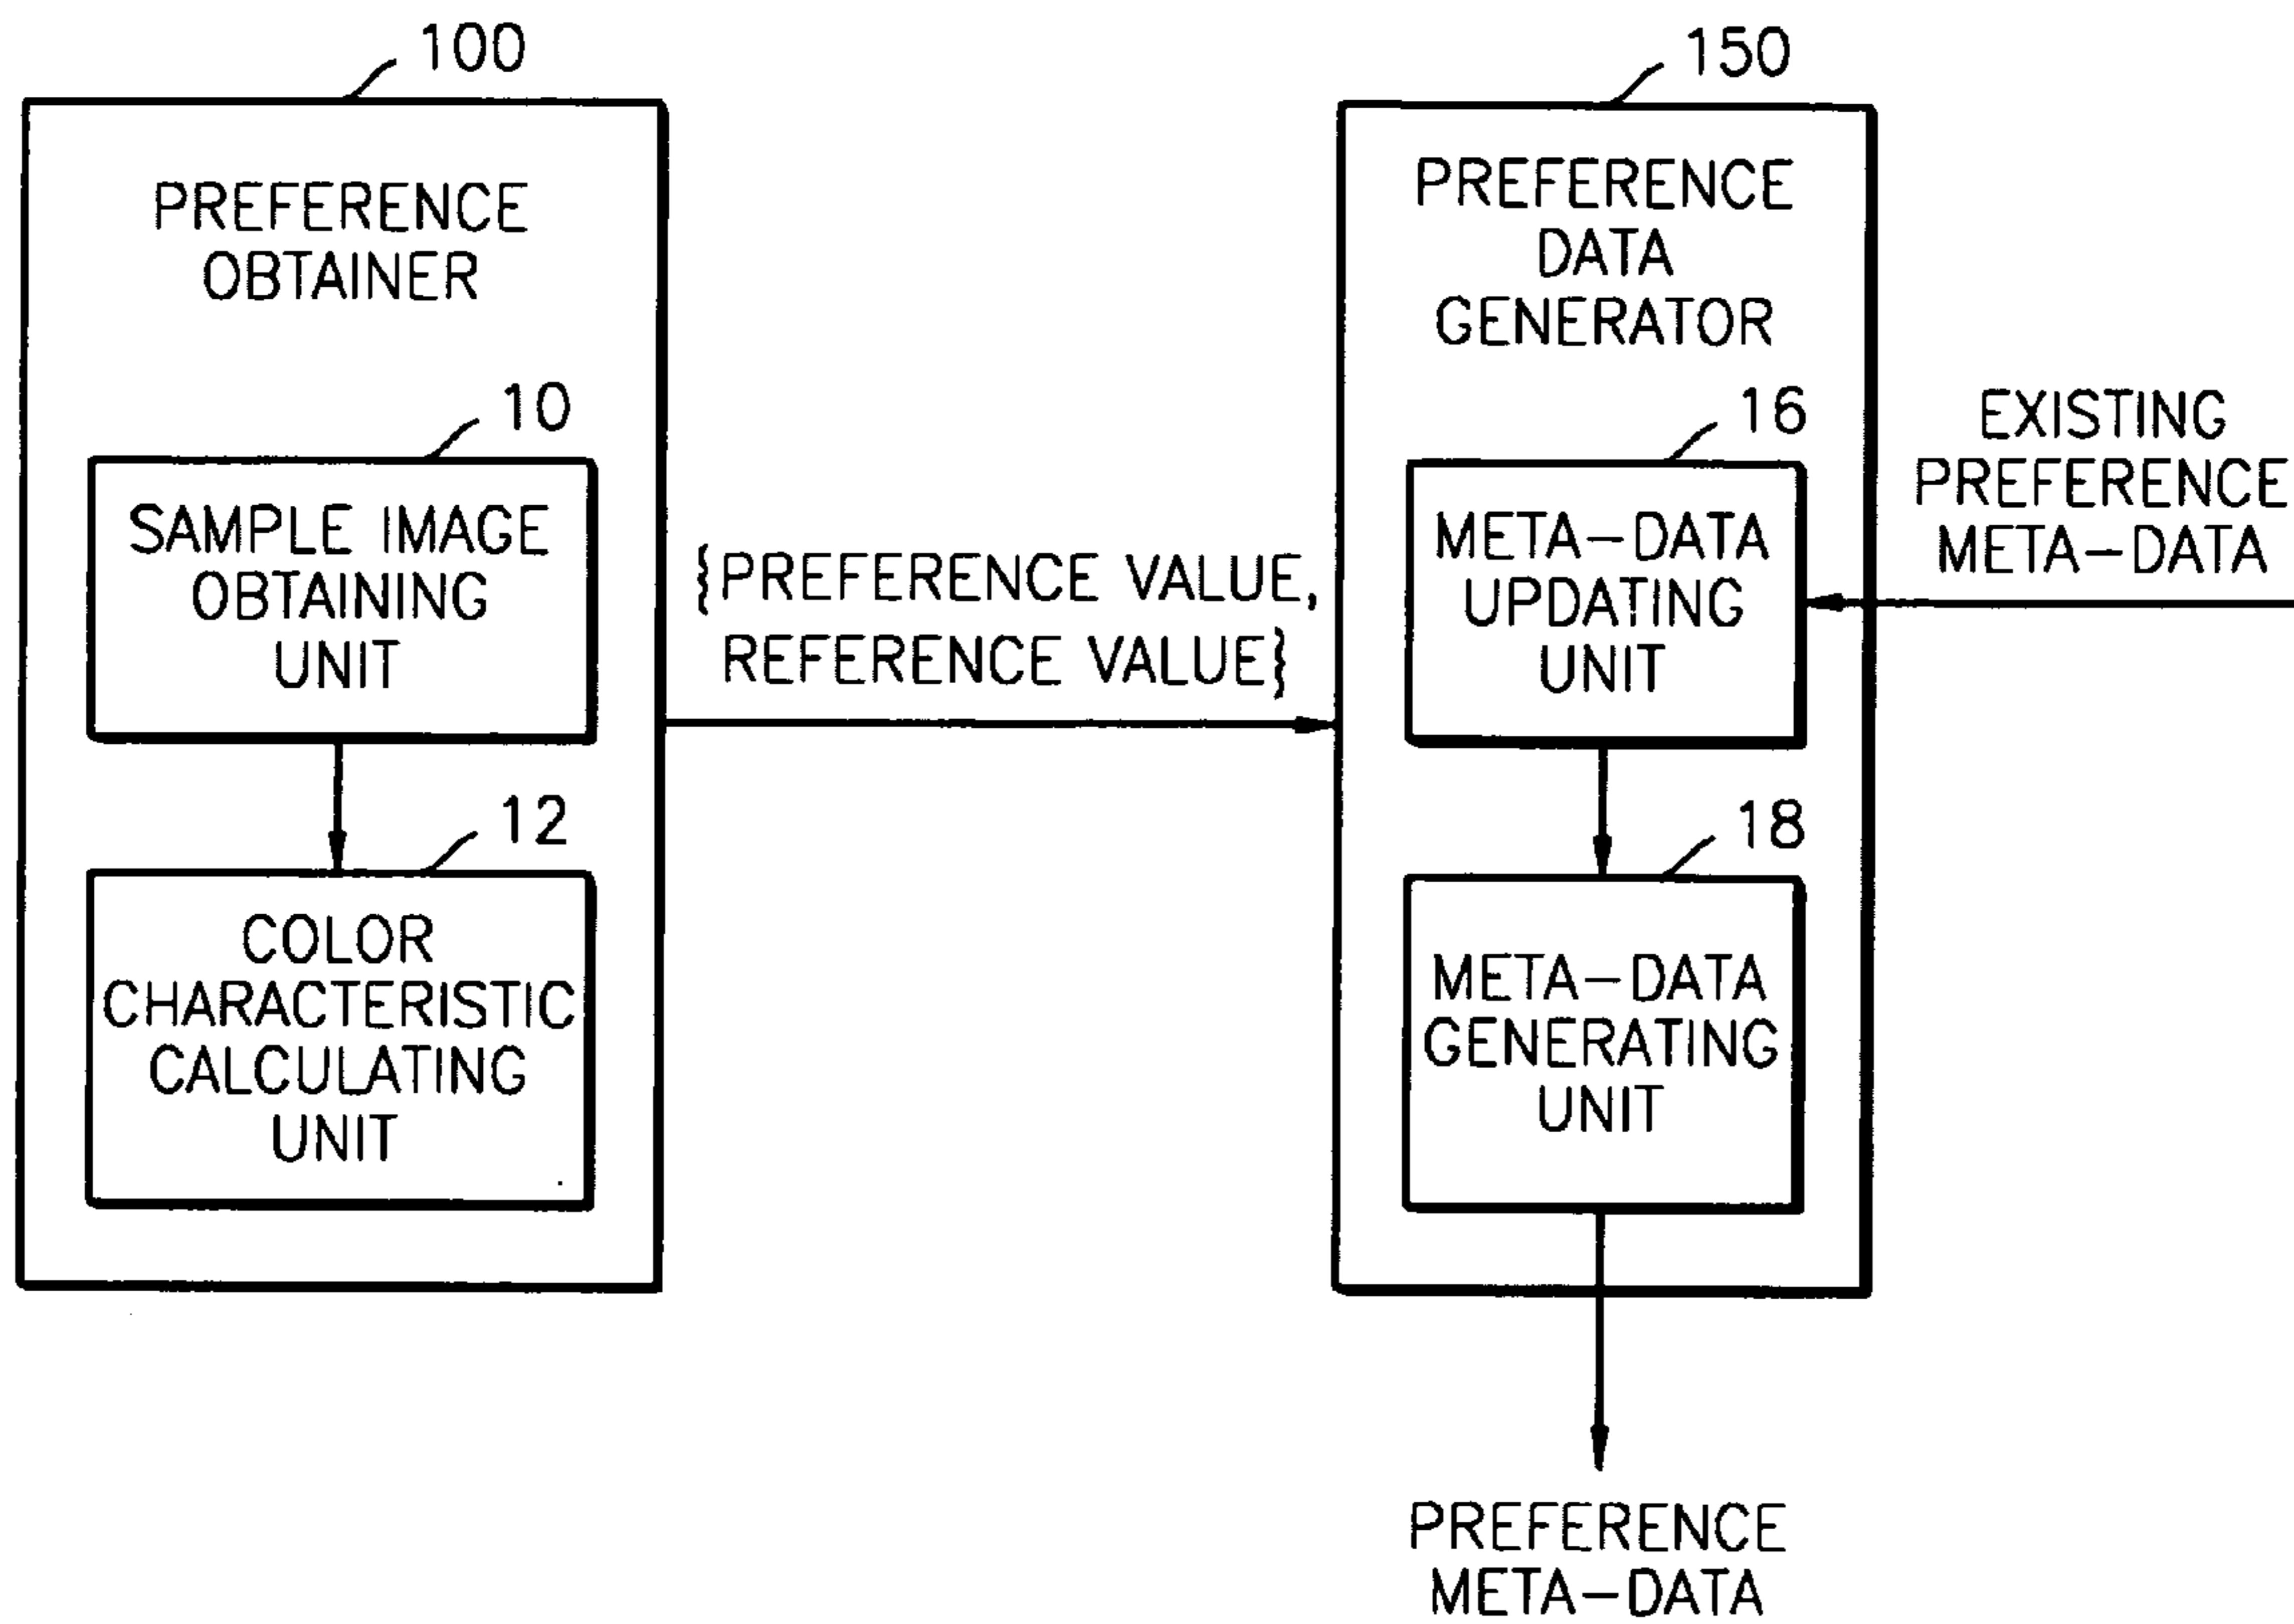 100
PREFERENCE
OBTAINER
10
SAMPLE IMAGE
OBTAINING
UNIT
12
COLOR
CHARACTERISTIC
CALCULATING
UNIT
{PREFERENCE VALUE,
REFERENCE VALUE}
150
PREFERENCE
DATA
GENERATOR
16
META-DATA
UPDATING
UNIT
18
META-DATA
GENERATING
UNIT
EXISTING
PREFERENCE
META-DATA
PREFERENCE
META-DATA